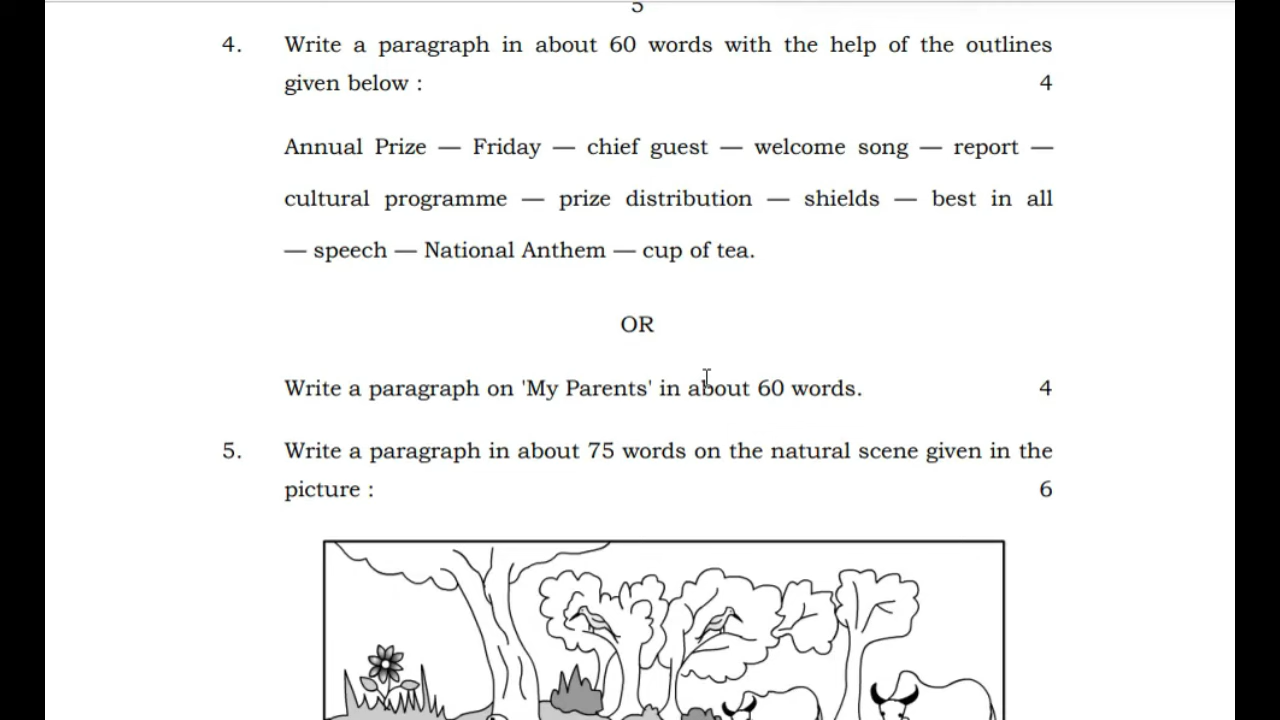 5
4. Write a paragraph in about 60 words with the help of the outlines
given below : 4
Annual Prize — Friday — chief guest — welcome song — report —
cultural programme — prize distribution — shields — best in all
— speech — National Anthem — cup of tea.
OR
Write a paragraph on 'My Parents' in about 60 words. 4
5. Write a paragraph in about 75 words on the natural scene given in the
picture : 6